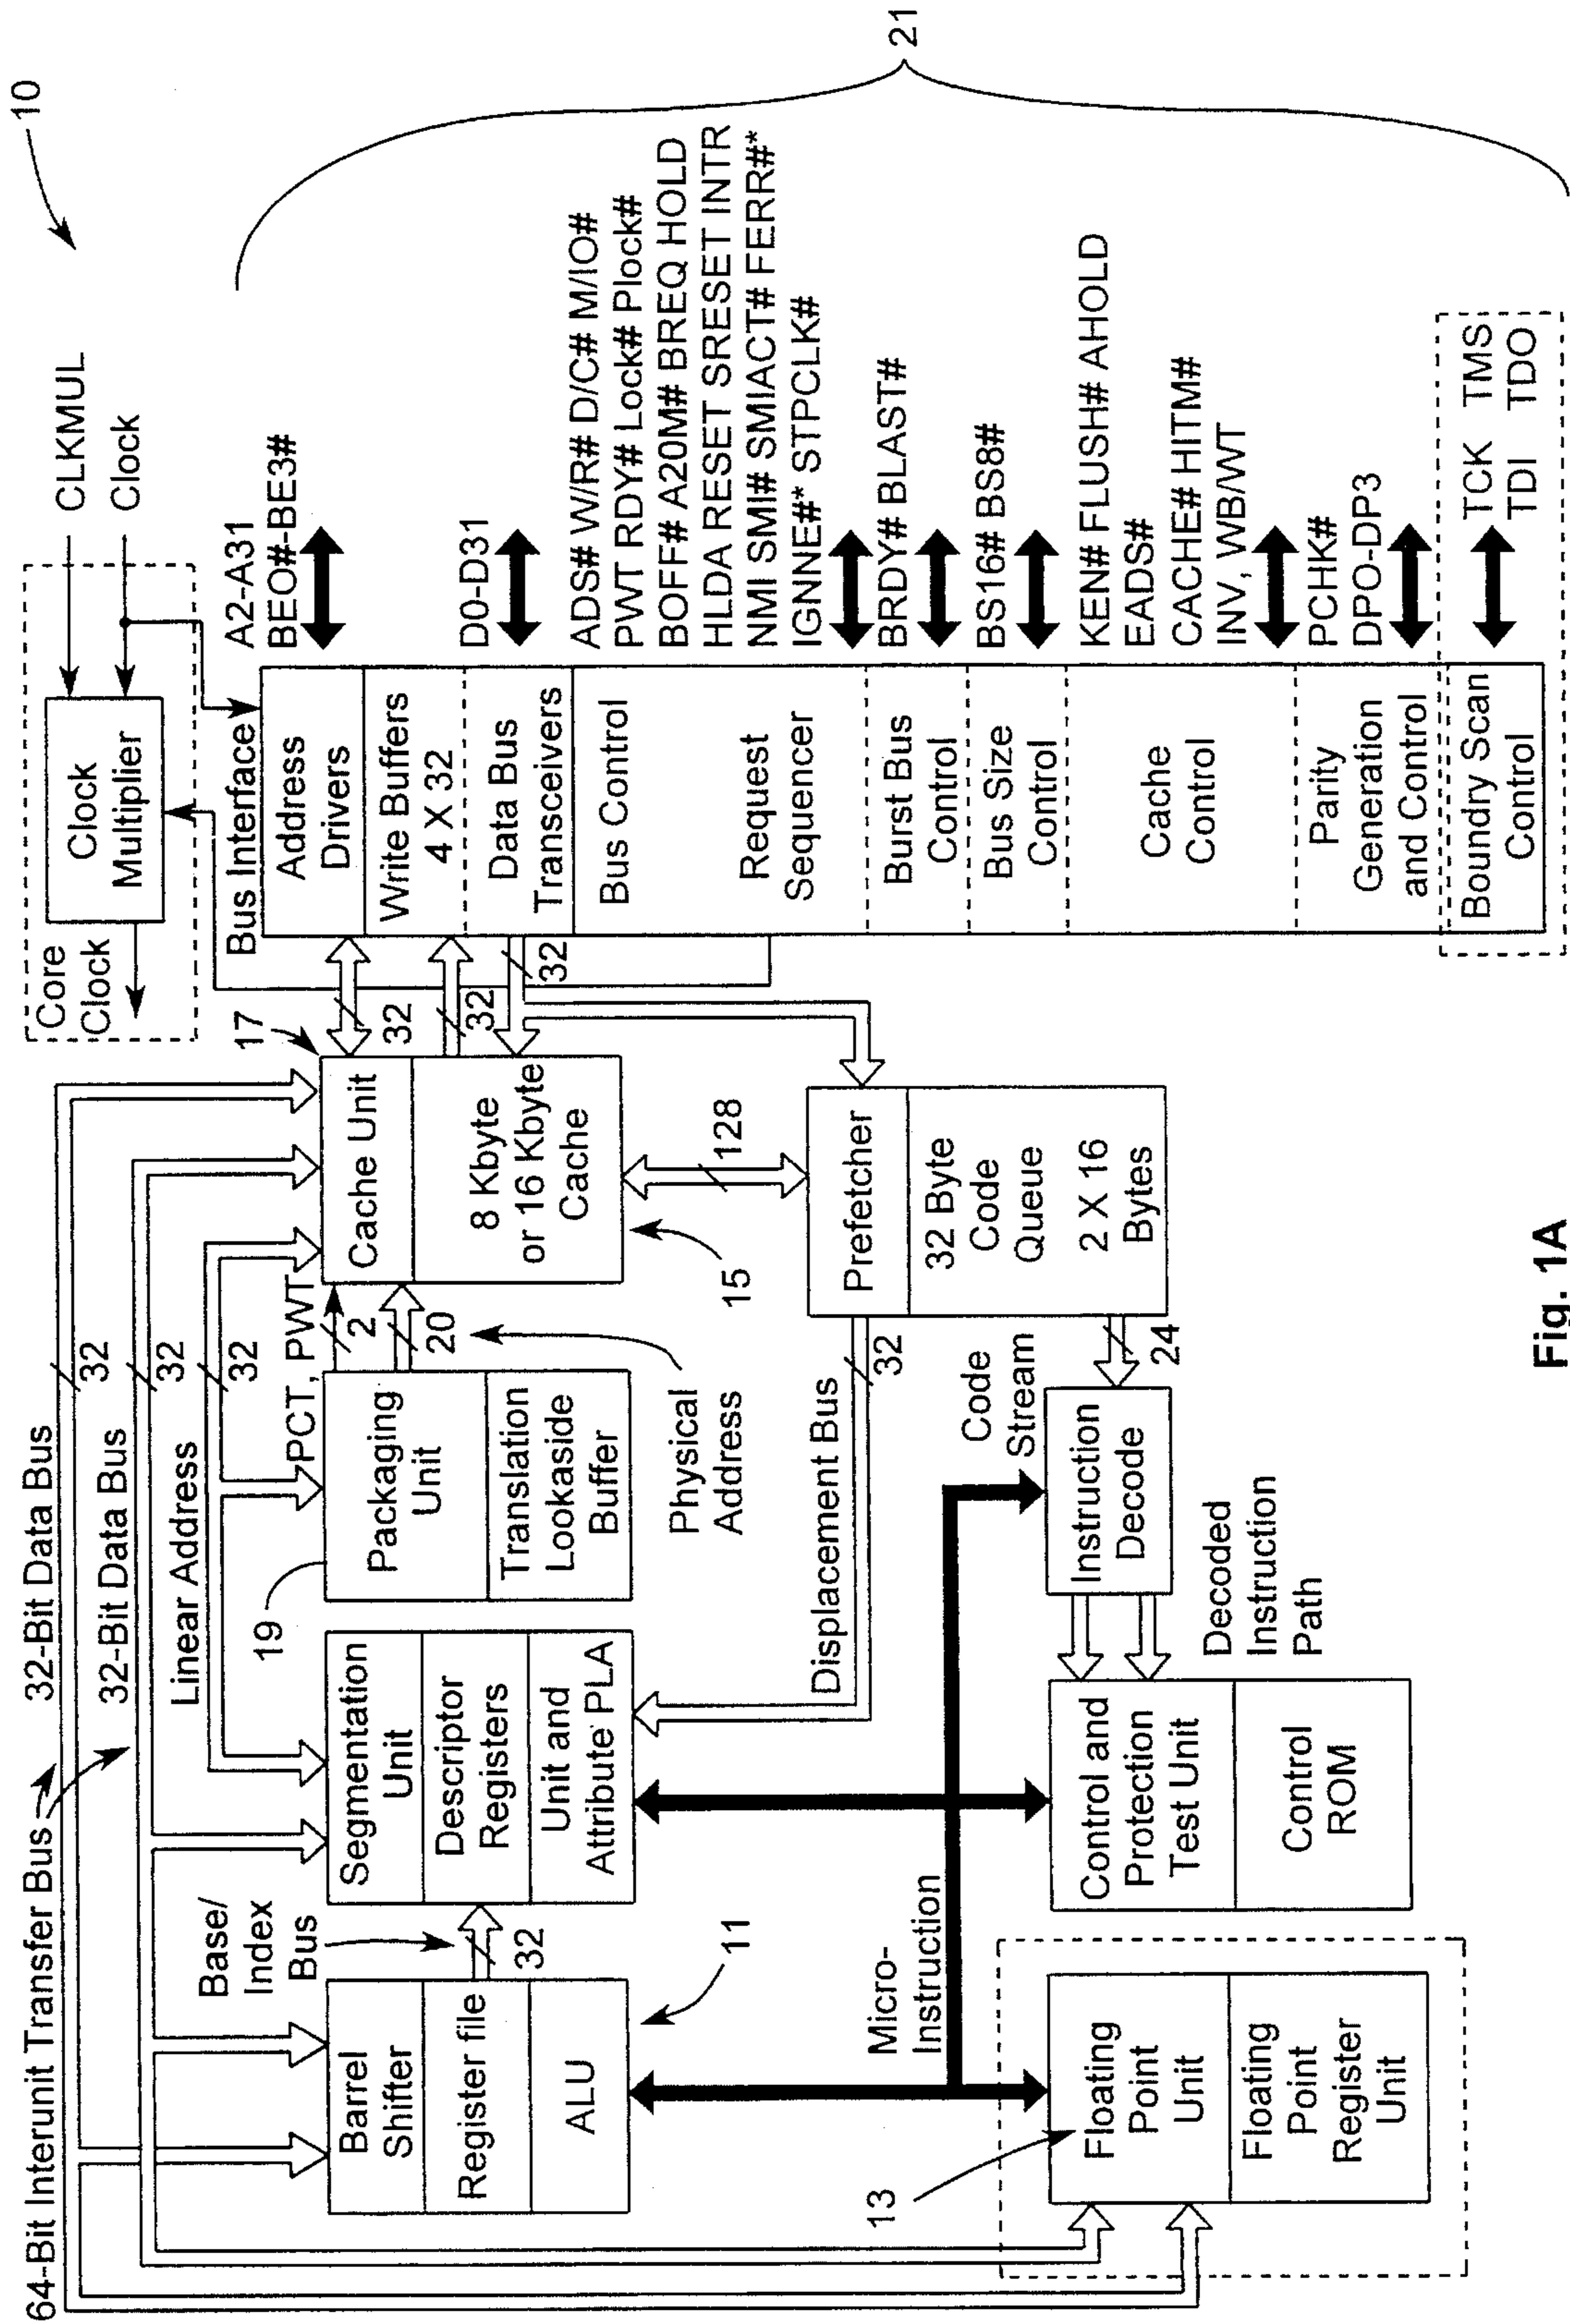 10
CLKMUL
Clock
Clock
Multiplier
Core
Clock
64-Bit Interunit Transfer Bus
32-Bit Data Bus
32
32-Bit Data Bus
32
Linear Address
32
PCT, PWT
2
20
Physical
Address
Base/
Index
Bus
32
Barrel
Shifter
Register file
ALU
11
Segmentation
Unit
Descriptor
Registers
Unit and
Attribute PLA
19
Packaging
Unit
Translation
Lookaside
Buffer
17
Cache Unit
8 Kbyte
or 16 Kbyte
Cache
15
32
32
32
128
Bus Interface
Address
Drivers
Write Buffers
4 X 32
Data Bus
Transceivers
Bus Control
Request
Sequencer
Burst Bus
Control
Bus Size
Control
Cache
Control
Parity
Generation
and Control
Boundry Scan
Control
A2-A31
BEO#-BE3#
D0-D31
ADS# W/R# D/C# M/IO#
PWT RDY# Lock# Plock#
BOFF# A20M# BREQ HOLD
HLDA RESET SRESET INTR
NMI SMI# SMIACT# FERR#*
IGNNE#* STPCLK#
BRDY# BLAST#
BS16# BS8#
KEN# FLUSH# AHOLD
EADS#
CACHE# HITM#
INV, WB/WT
PCHK#
DPO-DP3
TCK TMS
TDI TDO
21
Prefetcher
32 Byte
Code
Queue
2 X 16
Bytes
Displacement Bus
32
Code
Stream
24
Instruction
Decode
Decoded
Instruction
Path
Micro-
Instruction
Control and
Protection
Test Unit
Control
ROM
13
Floating
Point
Unit
Floating
Point
Register
Unit
Fig. 1A